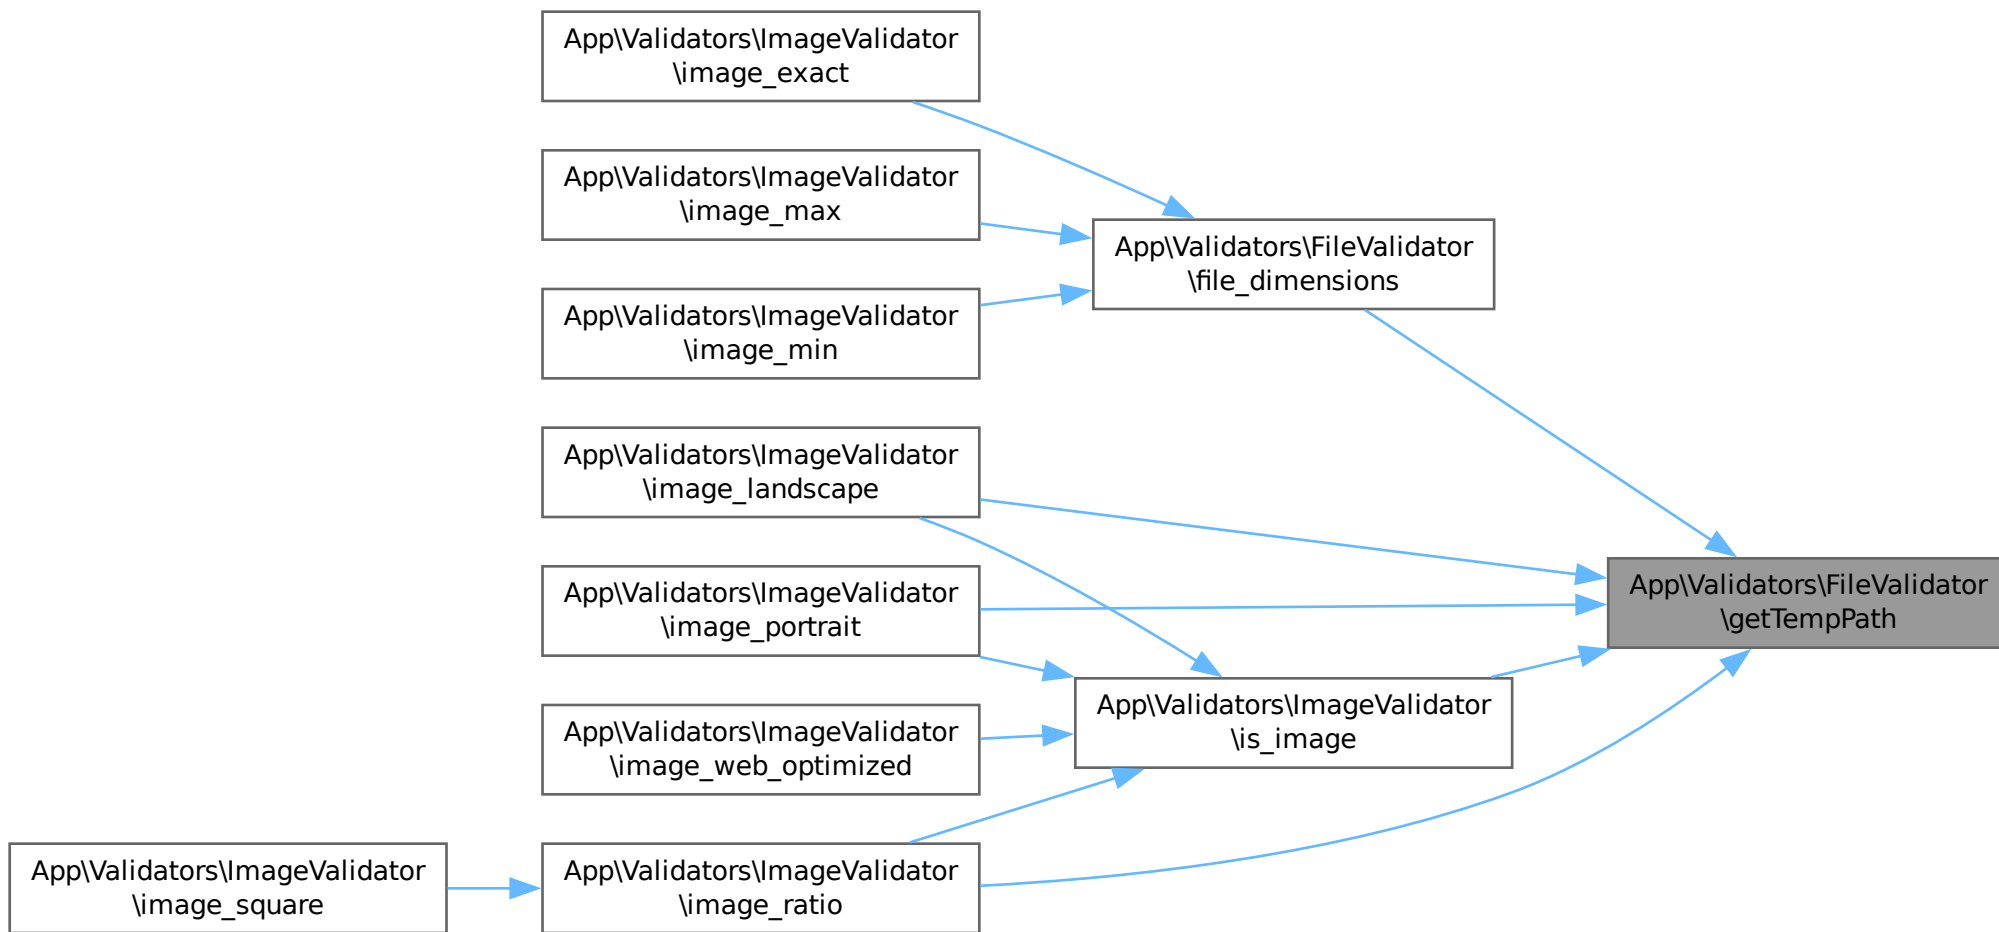 App\Validators\ImageValidator
\image_exact
App\Validators\ImageValidator
\image_max
App\Validators\FileValidator
\file_dimensions
App\Validators\ImageValidator
\image_min
App\Validators\ImageValidator
\image_landscape
App\Validators\ImageValidator
\image_portrait
App\Validators\FileValidator
\getTempPath
App\Validators\ImageValidator
\is_image
App\Validators\ImageValidator
\image_web_optimized
App\Validators\ImageValidator
\image_square
App\Validators\ImageValidator
\image_ratio